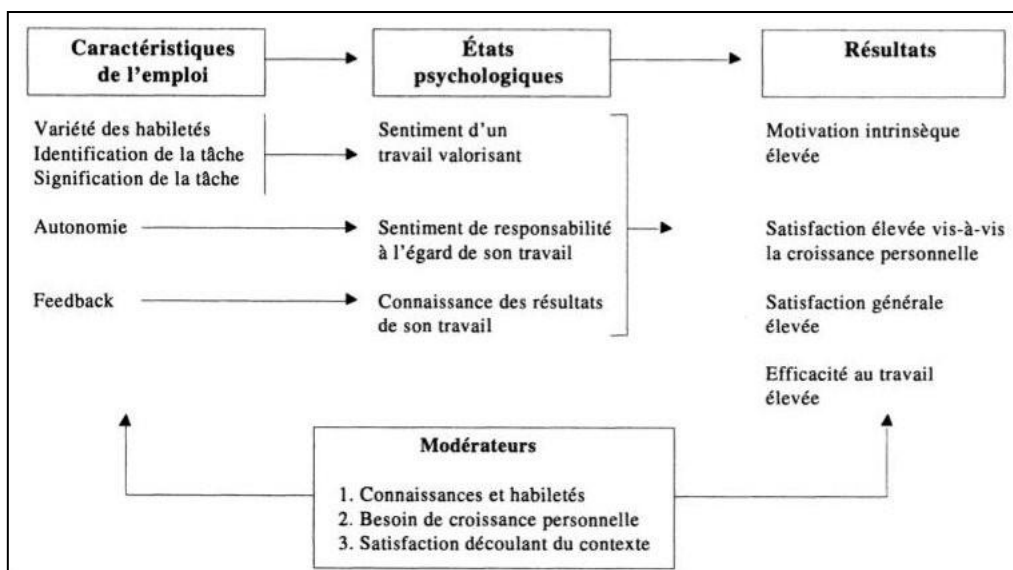 Caractéristiques
de l'emploi
États
psychologiques
Résultats
Variété des habiletés
Identification de la tâche
Signification de la tâche
Sentiment d'un
travail valorisant
Motivation intrinsèque
élevée
Autonomie
Sentiment de responsabilité
à l'égard de son travail
Satisfaction élevée vis-à-vis
la croissance personnelle
Feedback
Connaissance des résultats
de son travail
Satisfaction générale
élevée
Efficacité au travail
élevée
Modérateurs
1. Connaissances et habiletés
2. Besoin de croissance personnelle
3. Satisfaction découlant du contexte